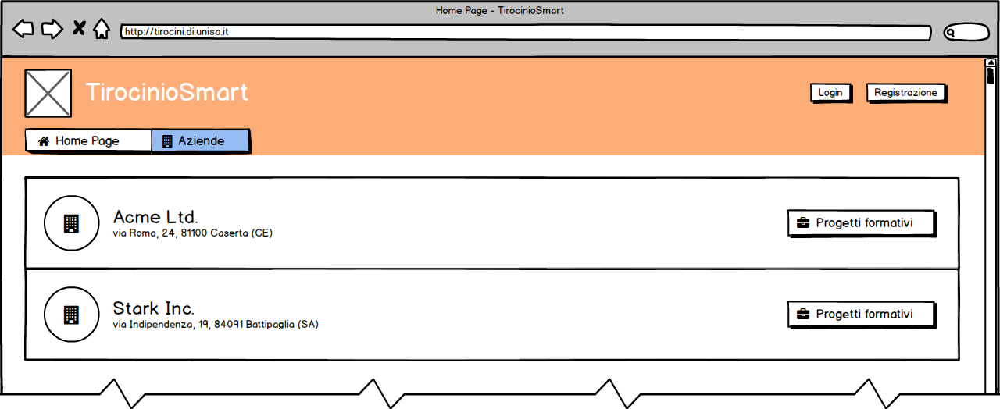 Home Page - TirocinioSmart
http://tirocini.di.unisa.it
TirocinioSmart
Login
Registrazione
Home Page
Aziende
Acme Ltd.
via Roma, 24, 81100 Caserta (CE)
Progetti formativi
Stark Inc.
via Indipendenza, 19, 84091 Battipaglia (SA)
Progetti formativi